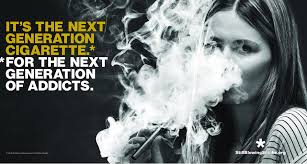 IT'S THE NEXT
GENERATION
CIGARETTE.*
*FOR THE NEXT
GENERATION
OF ADDICTS.